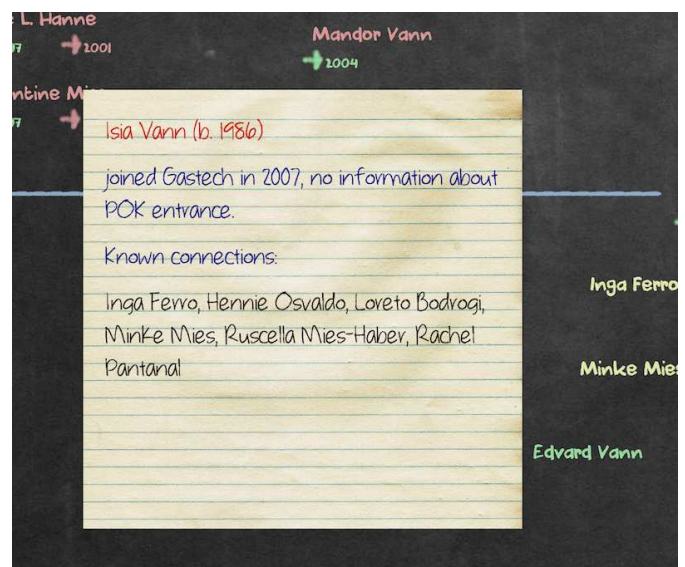 L. Hanne
2001
Mandor Vann
2004
ntine
Isia Vann (b. 1986)
joined Gastech in 2007, no information about
POK entrance.
Known connections:
Inga Ferro, Hennie Osvaldo, Loreto Bodrogi,
Minke Mies, Ruscella Mies-Haber, Rachel
Pantanal
Inga Ferro
Minke Mies
Edvard Vann